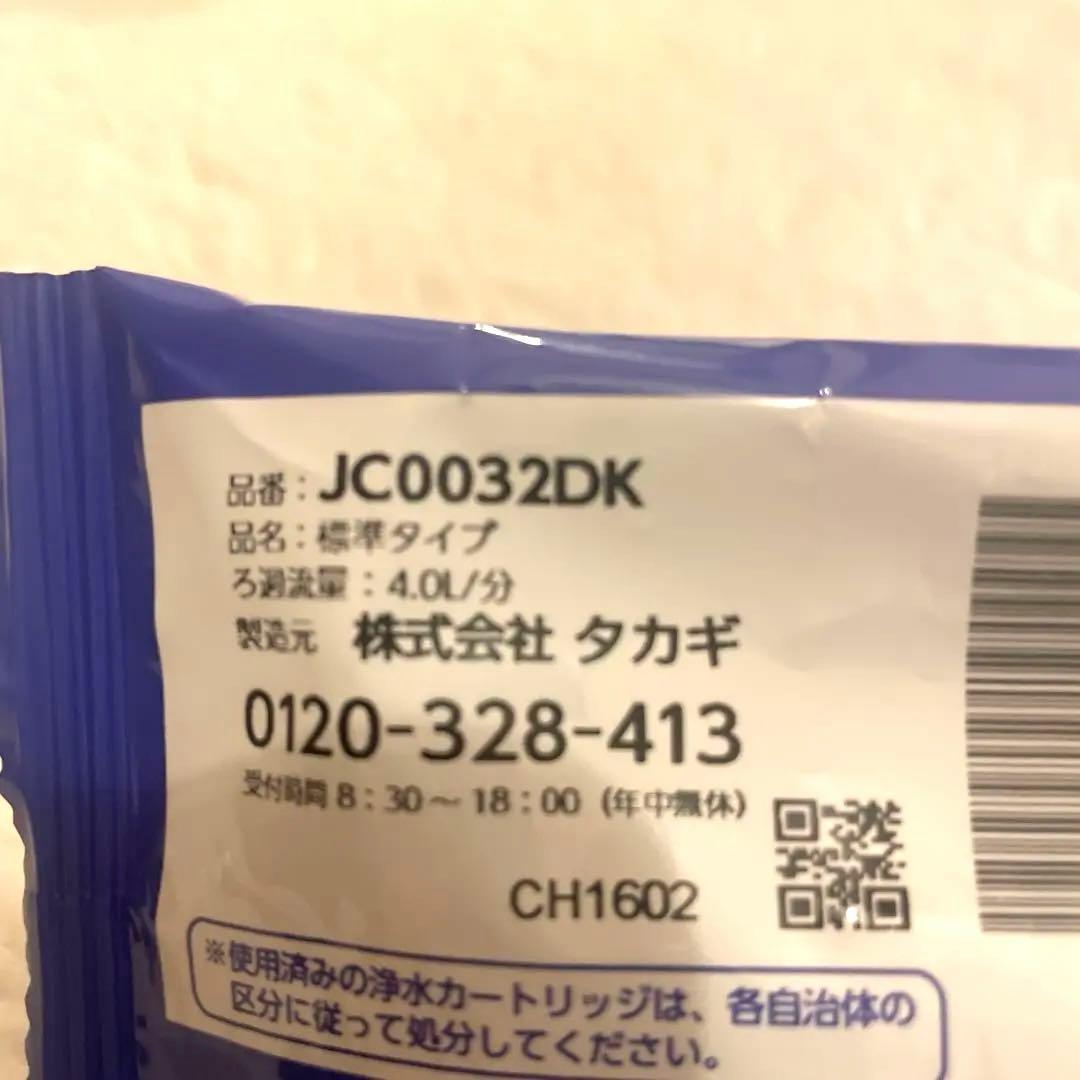 品番：JC0032DK
品名：標準タイプ
ろ過流量：4.0L/分
製造元 株式会社 タカギ
0120-328-413
受付時間 8：30〜18：00（年中無休）
CH1602
※使用済みの浄水カートリッジは、各自治体の
区分に従って処分してください。